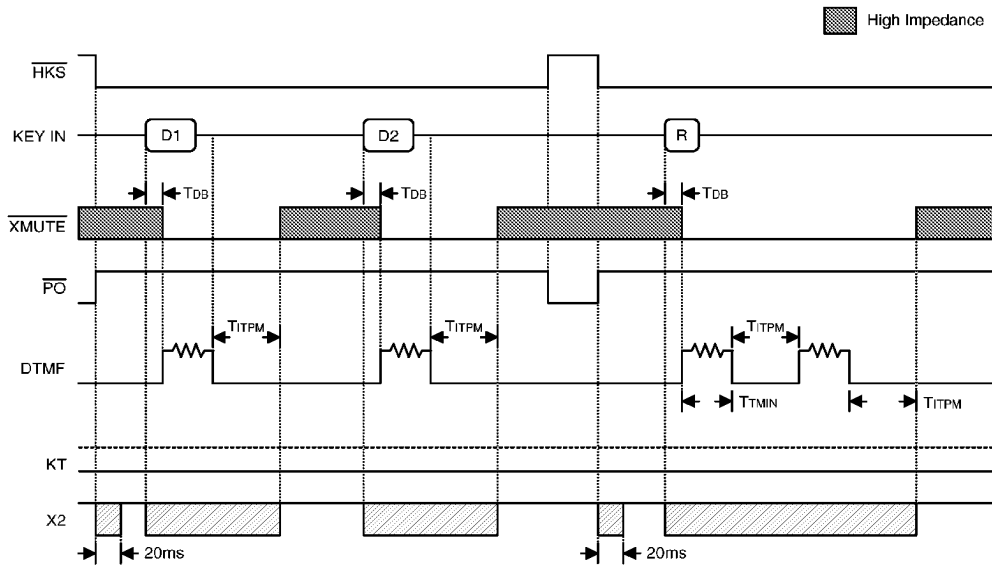 High Impedance
HKS
KEY IN D1 D2 R
TDB TDB TDB
XMUTE
PO
TITPM TITPM TITPM
DTMF
TTMIN TITPM
KT
X2
20ms 20ms